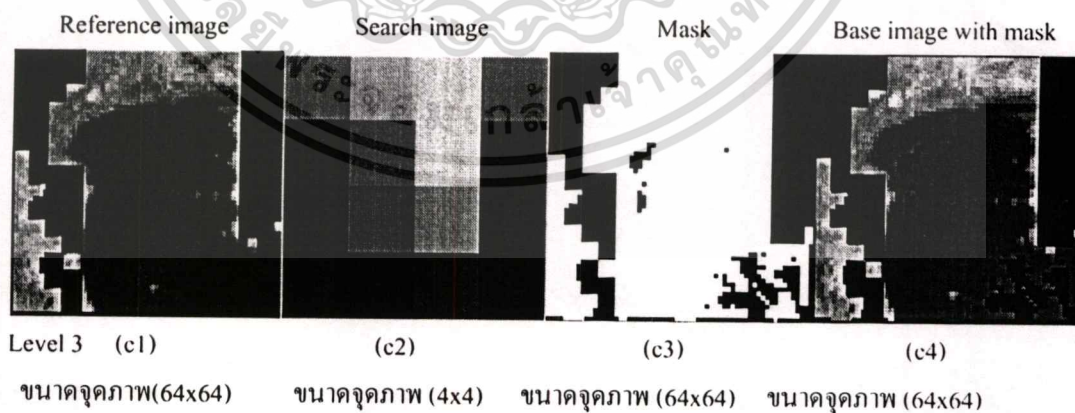 Reference image Search image Mask Base image with mask
Level 3 (c1) (c2) (c3) (c4)
ขนาดจุดภาพ(64x64) ขนาดจุดภาพ (4x4) ขนาดจุดภาพ (64x64) ขนาดจุดภาพ (64x64)